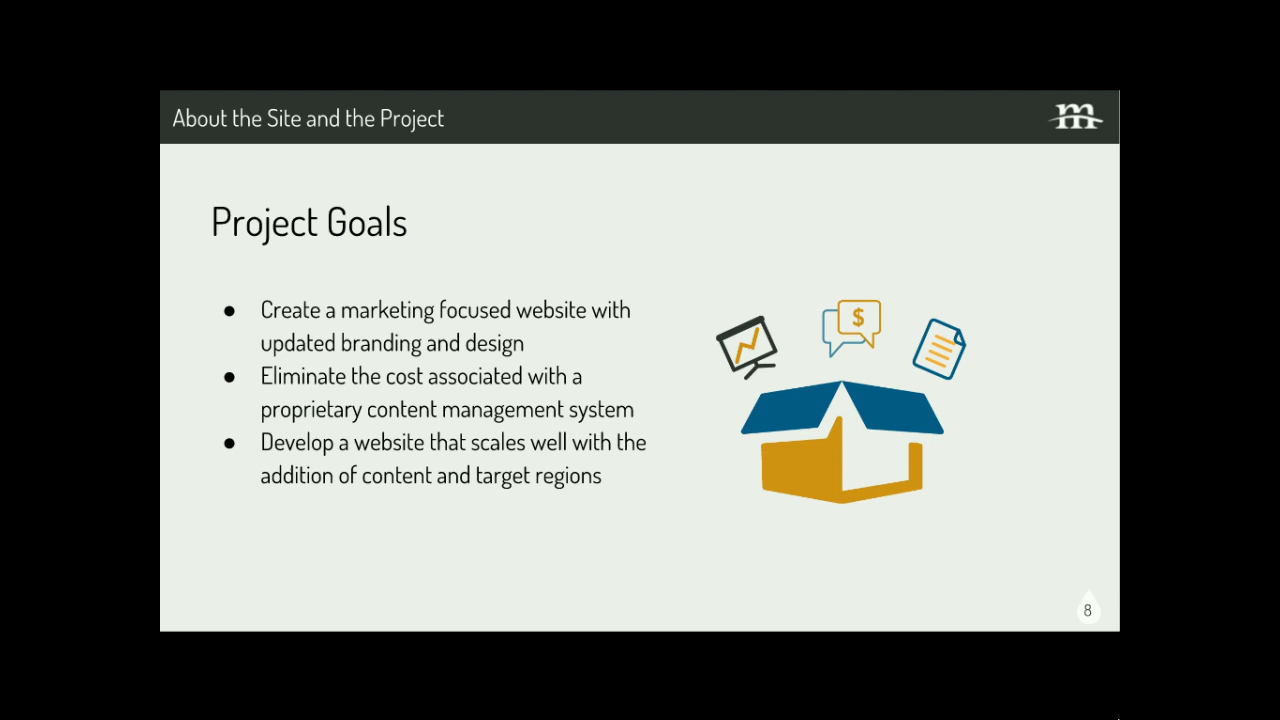 About the Site and the Project
m
Project Goals
● Create a marketing focused website with
updated branding and design
● Eliminate the cost associated with a
proprietary content management system
● Develop a website that scales well with the
addition of content and target regions
$
8